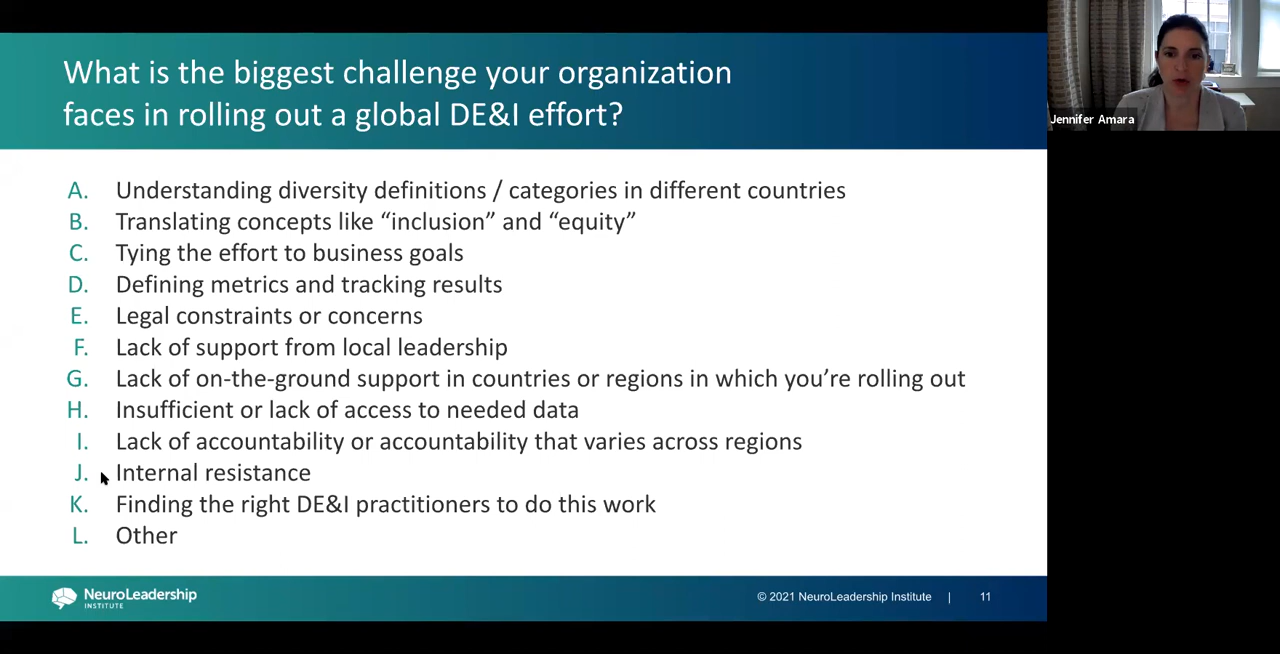 What is the biggest challenge your organization
faces in rolling out a global DE&I effort?
Jennifer Amara
A. Understanding diversity definitions / categories in different countries
B. Translating concepts like “inclusion” and “equity”
C. Tying the effort to business goals
D. Defining metrics and tracking results
E. Legal constraints or concerns
F. Lack of support from local leadership
G. Lack of on-the-ground support in countries or regions in which you’re rolling out
H. Insufficient or lack of access to needed data
I. Lack of accountability or accountability that varies across regions
J. Internal resistance
K. Finding the right DE&I practitioners to do this work
L. Other
NeuroLeadership
INSTITUTE
© 2021 NeuroLeadership Institute | 11